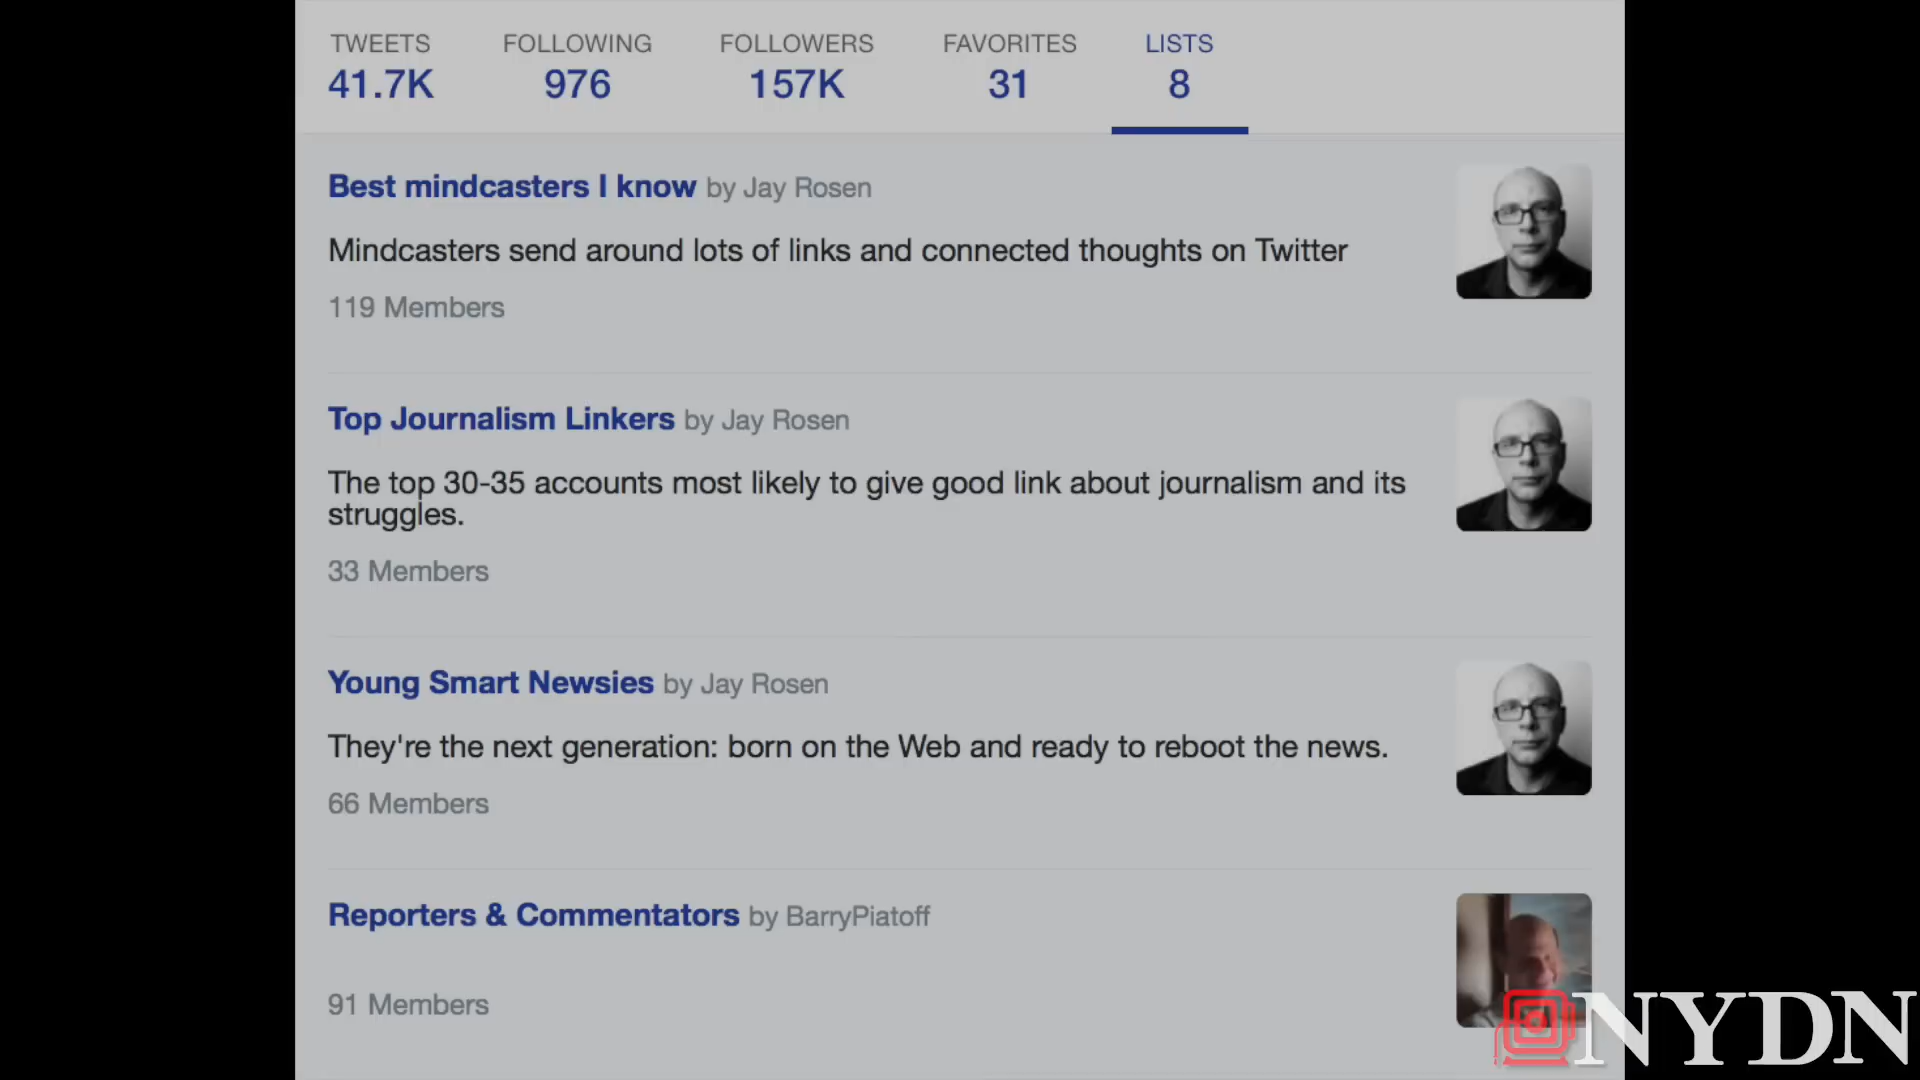 TWEETS FOLLOWING FOLLOWERS FAVORITES LISTS
41.7K 976 157K 31 8
Best mindcasters I know by Jay Rosen
Mindcasters send around lots of links and connected thoughts on Twitter
119 Members
Top Journalism Linkers by Jay Rosen
The top 30-35 accounts most likely to give good link about journalism and its
struggles.
33 Members
Young Smart Newsies by Jay Rosen
They're the next generation: born on the Web and ready to reboot the news.
66 Members
Reporters & Commentators by BarryPiatoff
91 Members
NYDN